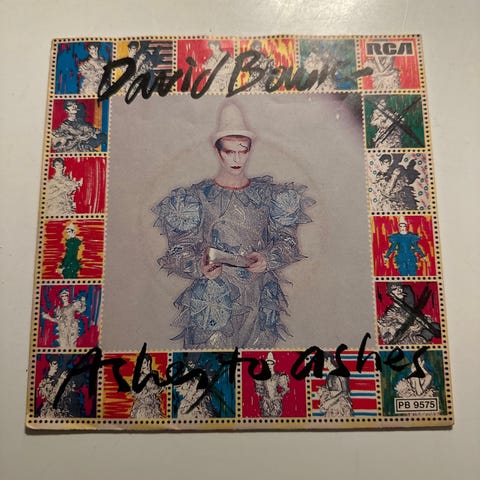 David Bowie
RCA
Ashes to ashes
PB 9575